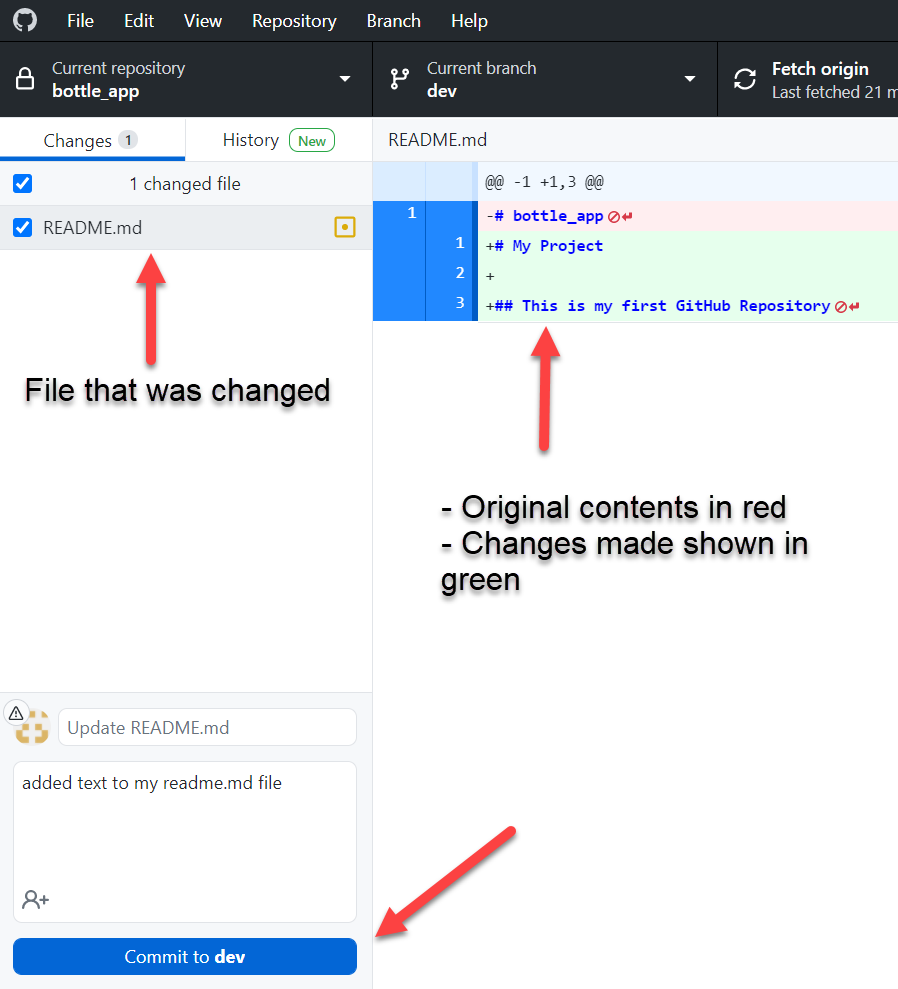 File Edit View Repository Branch Help
Current repository
bottle_app
Current branch
dev
Fetch origin
Last fetched 21 m
Changes 1
History New
1 changed file
README.md
README.md
@@ -1 +1,3 @@
1 -# bottle_app
1 +# My Project
2 +
3 +## This is my first GitHub Repository
File that was changed
- Original contents in red
- Changes made shown in
green
Update README.md
added text to my readme.md file
Commit to dev